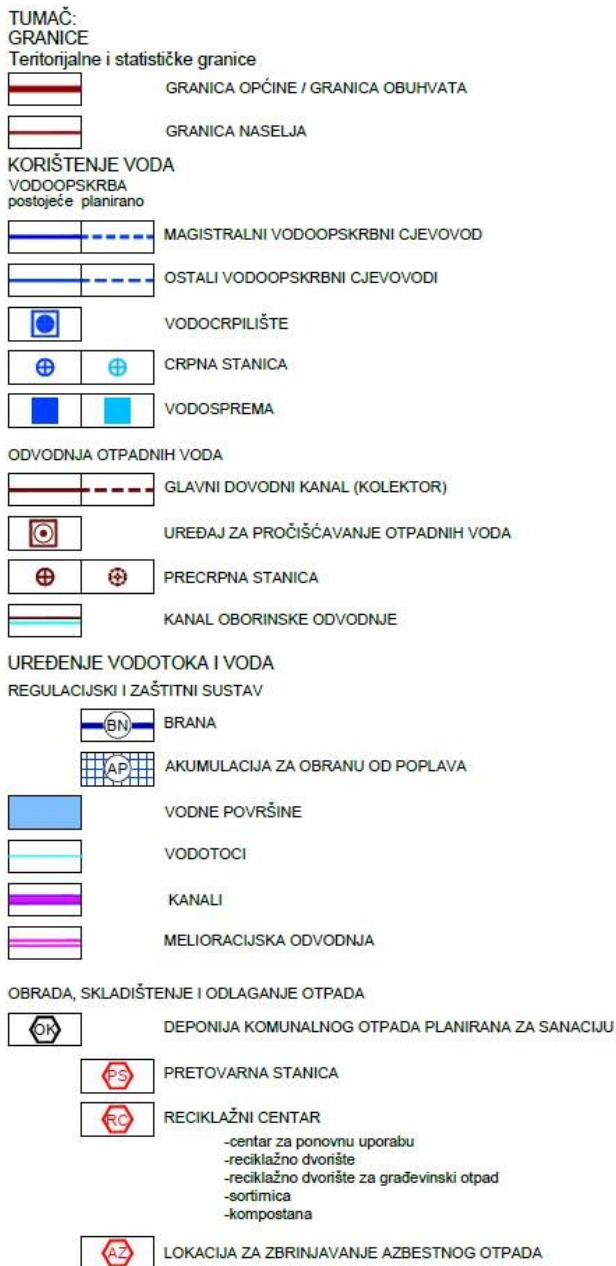 TUMAČ:
GRANICE
Teritorijalne i statističke granice
GRANICA OPĆINE / GRANICA OBUHVATA
GRANICA NASELJA
KORIŠTENJE VODA
VODOOPSKRBA
postojeće planirano
MAGISTRALNI VODOOPSKRBNI CJEVOVOD
OSTALI VODOOPSKRBNI CJEVOVODI
VODOCRPILIŠTE
CRPNA STANICA
VODOSPREMA
ODVODNJA OTPADNIH VODA
GLAVNI DOVODNI KANAL (KOLEKTOR)
UREĐAJ ZA PROČIŠĆAVANJE OTPADNIH VODA
PRECRPNA STANICA
KANAL OBORINSKE ODVODNJE
UREĐENJE VODOTOKA I VODA
REGULACIJSKI I ZAŠTITNI SUSTAV
BN BRANA
AP AKUMULACIJA ZA OBRANU OD POPLAVA
VODNE POVRŠINE
VODOTOCI
KANALI
MELIORACIJSKA ODVODNJA
OBRADA, SKLADIŠTENJE I ODLAGANJE OTPADA
OK DEPONIJA KOMUNALNOG OTPADA PLANIRANA ZA SANACIJU
PS PRETOVARNA STANICA
RC RECIKLAŽNI CENTAR
-centar za ponovnu uporabu
-reciklažno dvorište
-reciklažno dvorište za građevinski otpad
-sortirnica
-kompostana
AZ LOKACIJA ZA ZBRINJAVANJE AZBESTNOG OTPADA